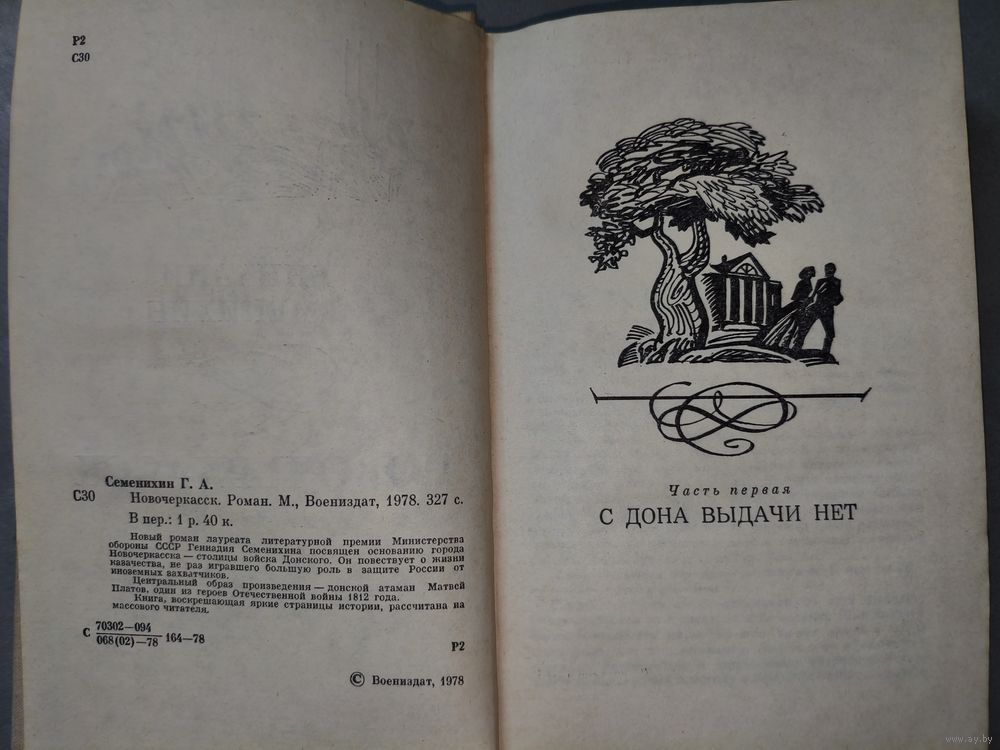 Р2
С30
Семенихин Г. А.
С30 Новочеркасск. Роман. М., Воениздат, 1978. 327 с.
В пер.: 1 р. 40 к.
Новый роман лауреата литературной премии Министерства
обороны СССР Геннадия Семенихина посвящен основанию города
Новочеркасска — столицы войска Донского. Он повествует о жизни
казачества, не раз игравшего большую роль в защите России от
иноземных захватчиков.
Центральный образ произведения — донской атаман Матвей
Платов, один из героев Отечественной войны 1812 года.
Книга, воскрешающая яркие страницы истории, рассчитана на
массового читателя.
С 70302—094
068(02)—78 164—78
Р2
© Воениздат, 1978
Часть первая
С ДОНА ВЫДАЧИ НЕТ
www.ay.by